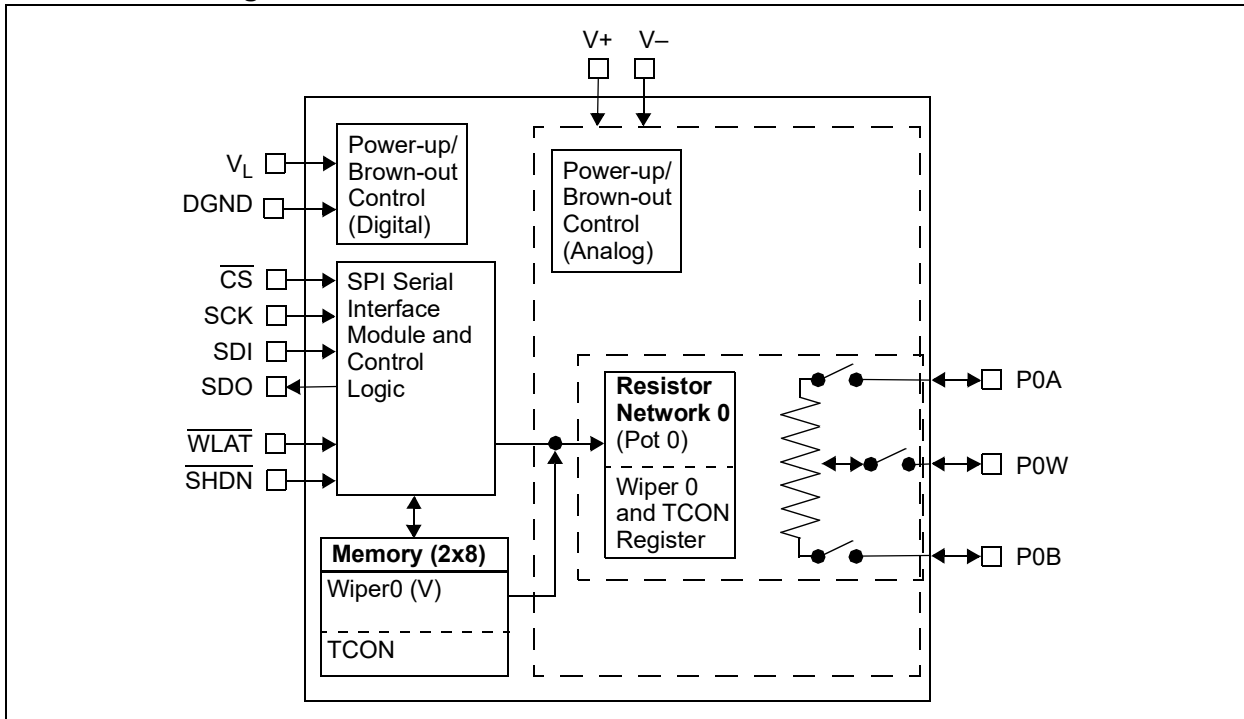 V+ V–
Power-up/
Brown-out
Control
(Digital)
Power-up/
Brown-out
Control
(Analog)
VL
DGND
CS
SCK
SDI
SDO
WLAT
SHDN
SPI Serial
Interface
Module and
Control
Logic
Memory (2x8)
Wiper0 (V)
TCON
Resistor
Network 0
(Pot 0)
Wiper 0
and TCON
Register
P0A
P0W
P0B